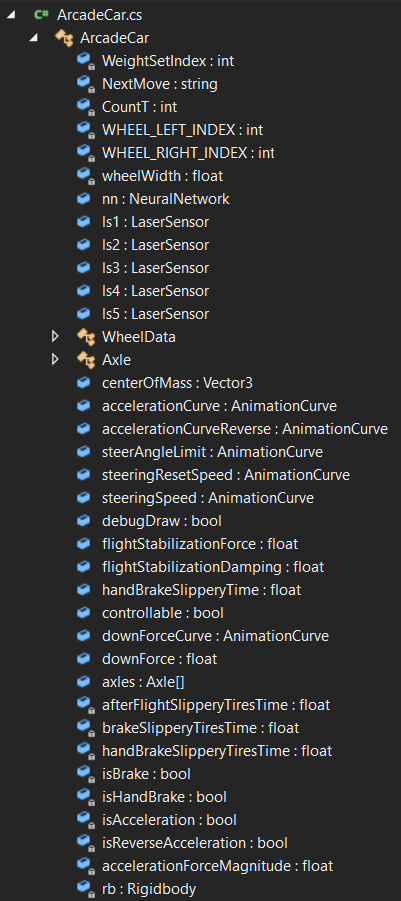 C# ArcadeCar.cs
ArcadeCar
WeightSetIndex : int
NextMove : string
CountT : int
WHEEL_LEFT_INDEX : int
WHEEL_RIGHT_INDEX : int
wheelWidth : float
nn : NeuralNetwork
ls1 : LaserSensor
ls2 : LaserSensor
ls3 : LaserSensor
ls4 : LaserSensor
ls5 : LaserSensor
WheelData
Axle
centerOfMass : Vector3
accelerationCurve : AnimationCurve
accelerationCurveReverse : AnimationCurve
steerAngleLimit : AnimationCurve
steeringResetSpeed : AnimationCurve
steeringSpeed : AnimationCurve
debugDraw : bool
flightStabilizationForce : float
flightStabilizationDamping : float
handBrakeSlipperyTime : float
controllable : bool
downForceCurve : AnimationCurve
downForce : float
axles : Axle[]
afterFlightSlipperyTiresTime : float
brakeSlipperyTiresTime : float
handBrakeSlipperyTiresTime : float
isBrake : bool
isHandBrake : bool
isAcceleration : bool
isReverseAcceleration : bool
accelerationForceMagnitude : float
rb : Rigidbody